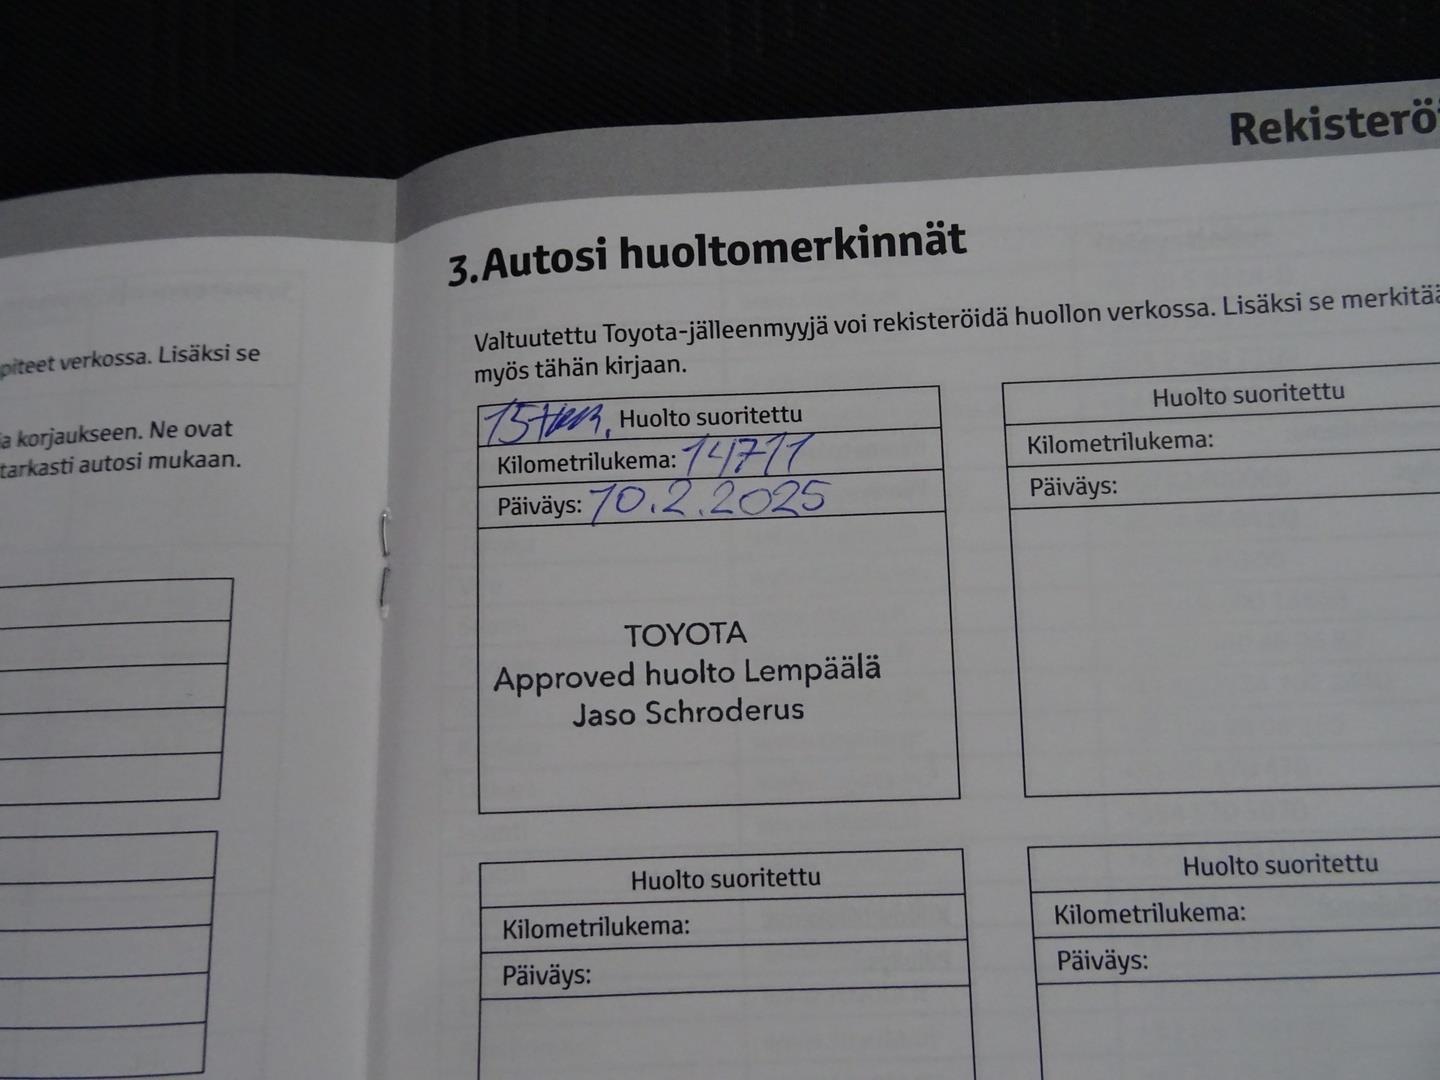 Rekisterö
piteet verkossa. Lisäksi se
a korjaukseen. Ne ovat
tarkasti autosi mukaan.
3. Autosi huoltomerkinnät
Valtuutettu Toyota-jälleenmyyjä voi rekisteröidä huollon verkossa. Lisäksi se merkitää
myös tähän kirjaan.
Huolto suoritettu
Kilometrilukema: 14711
Päiväys: 10.2.2025
TOYOTA
Approved huolto Lempäälä
Jaso Schroderus
Huolto suoritettu
Kilometrilukema:
Päiväys:
Huolto suoritettu
Kilometrilukema:
Päiväys:
Huolto suoritettu
Kilometrilukema:
Päiväys: